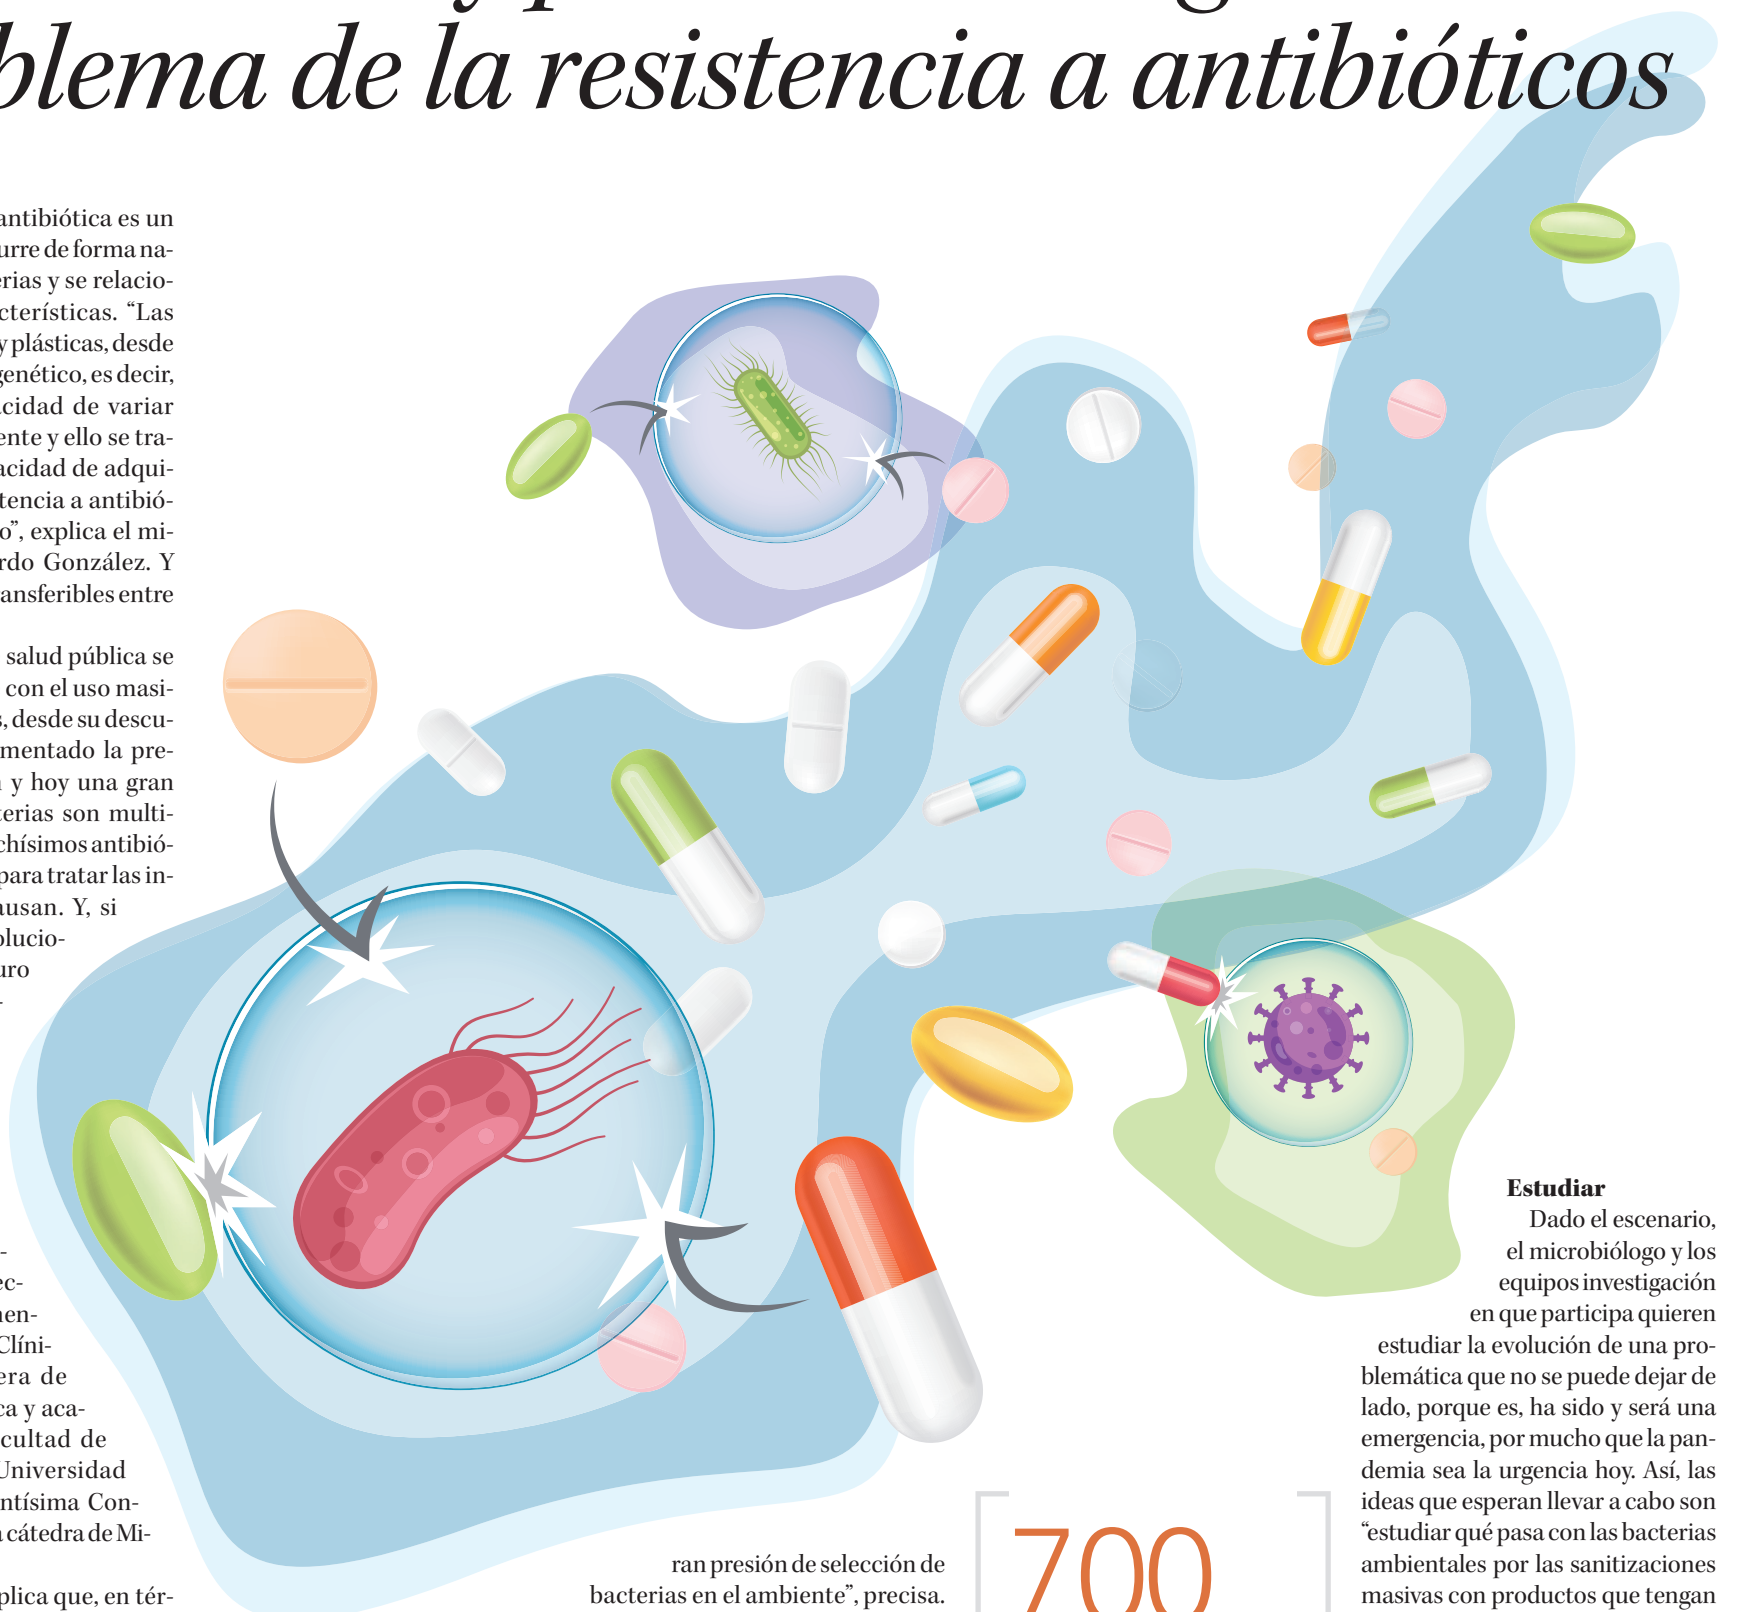 blema de la resistencia a antibióticos
antibiótica es un
urre de forma na-
erias y se relacio-
cterísticas. “Las
y plásticas, desde
genético, es decir,
acidad de variar
ente y ello se tra-
acidad de adqui-
tencia a antibió-
o”, explica el mi-
rdo González. Y
ansferibles entre
salud pública se
con el uso masi-
s, desde su descu-
mentado la pre-
n y hoy una gran
terias son multi-
chísimos antibió-
para tratar las in-
ausan. Y, si
olucio-
uro
-
-
ec-
men-
Clíni-
era de
ca y aca-
cultad de
Universidad
ntísima Con-
a cátedra de Mi-
plica que, en tér-
ran presión de selección de
bacterias en el ambiente”, precisa.
700
Estudiar
Dado el escenario,
el microbiólogo y los
equipos investigación
en que participa quieren
estudiar la evolución de una pro-
blemática que no se puede dejar de
lado, porque es, ha sido y será una
emergencia, por mucho que la pan-
demia sea la urgencia hoy. Así, las
ideas que esperan llevar a cabo son
“estudiar qué pasa con las bacterias
ambientales por las sanitizaciones
masivas con productos que tengan